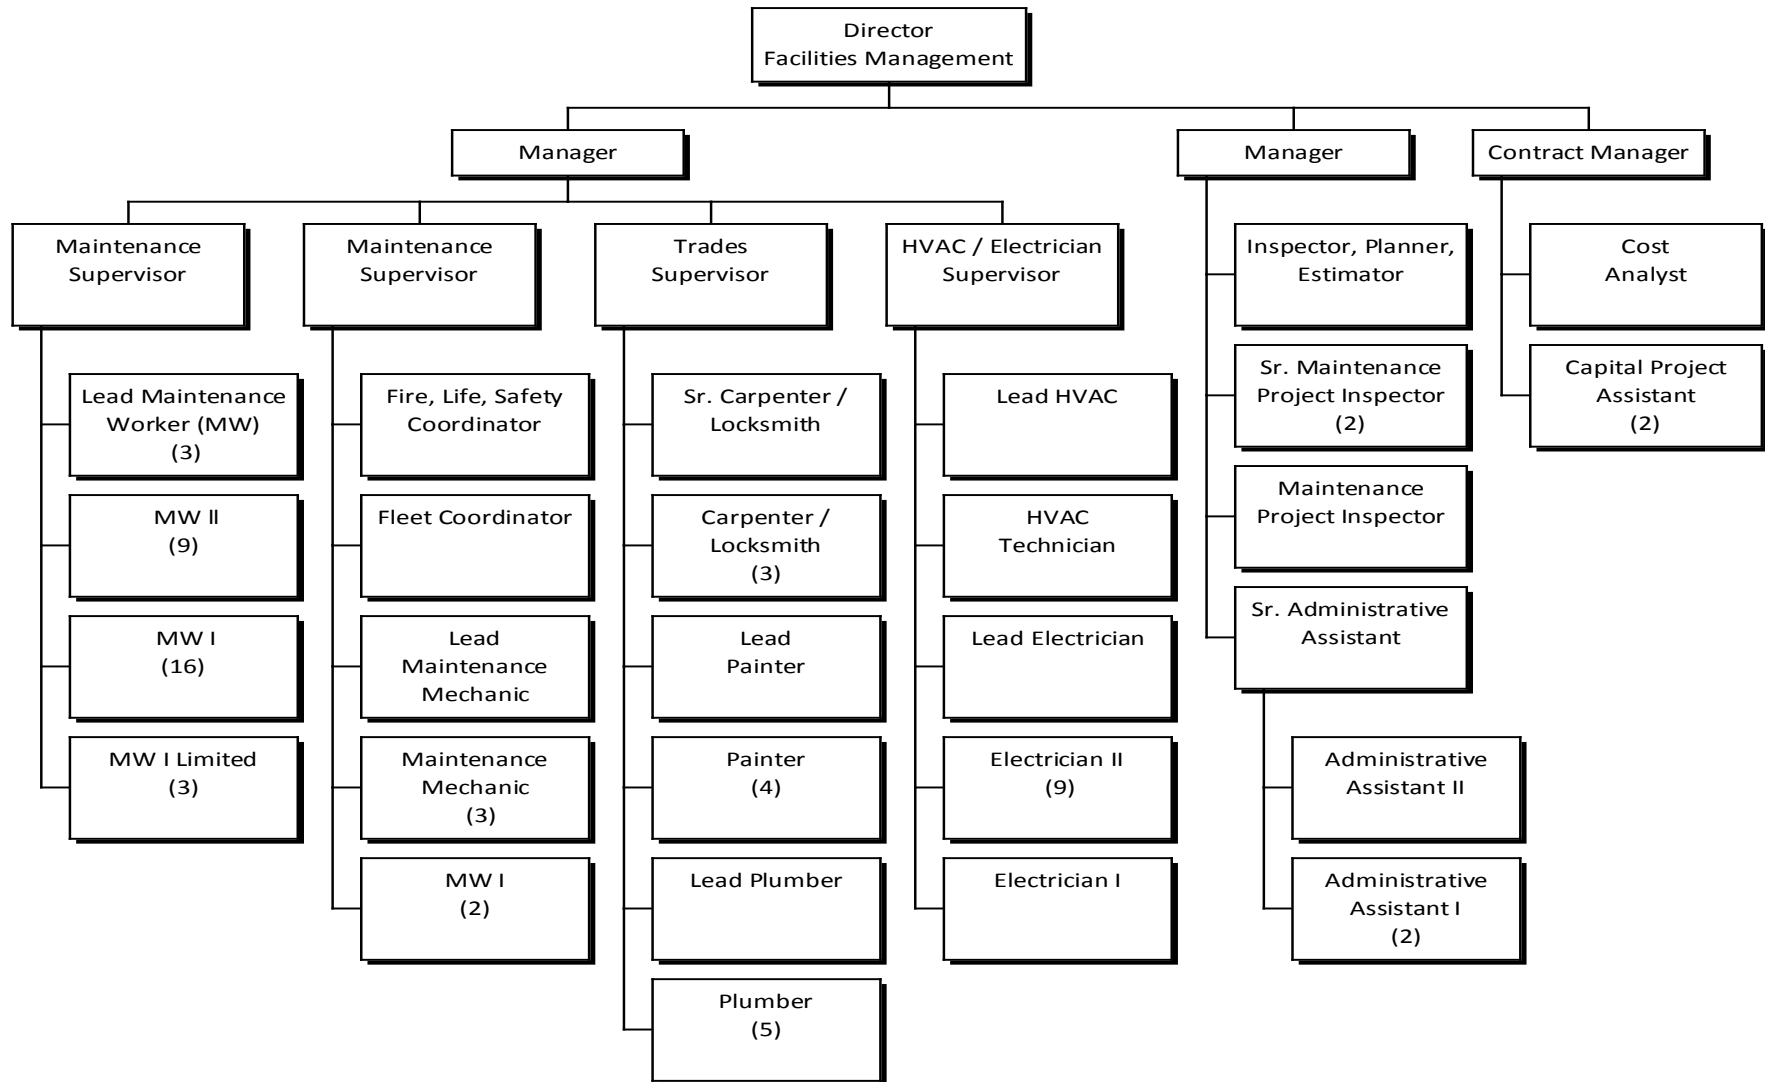 Director
Facilities Management
Manager
Manager
Contract Manager
Maintenance
Supervisor
Maintenance
Supervisor
Trades
Supervisor
HVAC / Electrician
Supervisor
Inspector, Planner,
Estimator
Cost
Analyst
Lead Maintenance
Worker (MW)
(3)
MW ll
(9)
MW I
(16)
MW I Limited
(3)
Fire, Life, Safety
Coordinator
Fleet Coordinator
Lead
Maintenance
Mechanic
Maintenance
Mechanic
(3)
MW I
(2)
Sr. Carpenter /
Locksmith
Carpenter /
Locksmith
(3)
Lead
Painter
Painter
(4)
Lead Plumber
Plumber
(5)
Lead HVAC
HVAC
Technician
Lead Electrician
Electrician II
(9)
Electrician I
Sr. Maintenance
Project Inspector
(2)
Maintenance
Project Inspector
Sr. Administrative
Assistant
Administrative
Assistant II
Administrative
Assistant I
(2)
Capital Project
Assistant
(2)